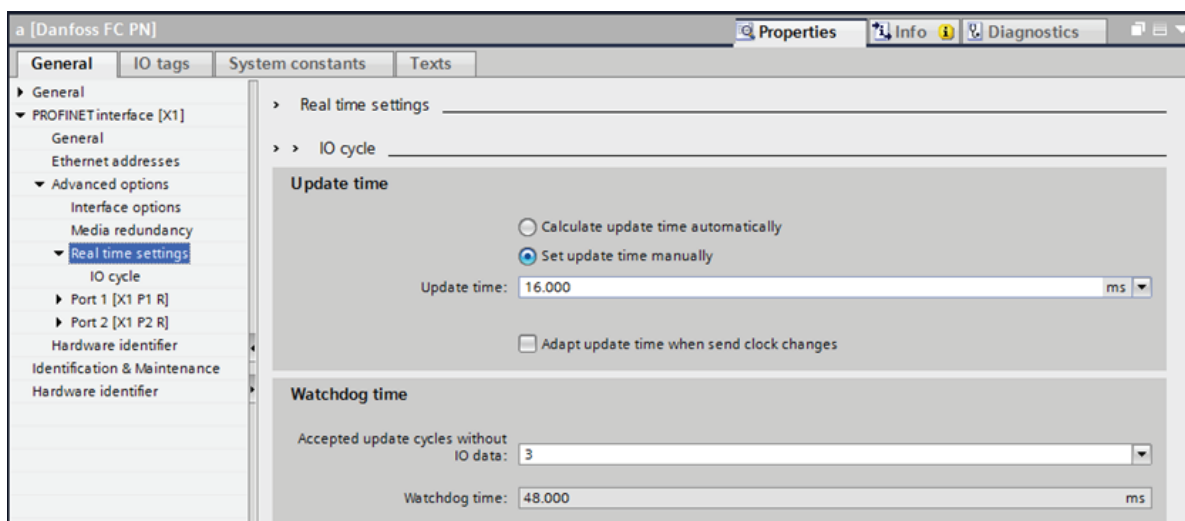 a [Danfoss FC PN]
Properties
Info
Diagnostics
General
IO tags
System constants
Texts
General
PROFINET interface [X1]
General
Ethernet addresses
Advanced options
Interface options
Media redundancy
Real time settings
IO cycle
Port 1 [X1 P1 R]
Port 2 [X1 P2 R]
Hardware identifier
Identification & Maintenance
Hardware identifier
Real time settings
IO cycle
Update time
Calculate update time automatically
Set update time manually
Update time: 16.000 ms
Adapt update time when send clock changes
Watchdog time
Accepted update cycles without
IO data: 3
Watchdog time: 48.000 ms